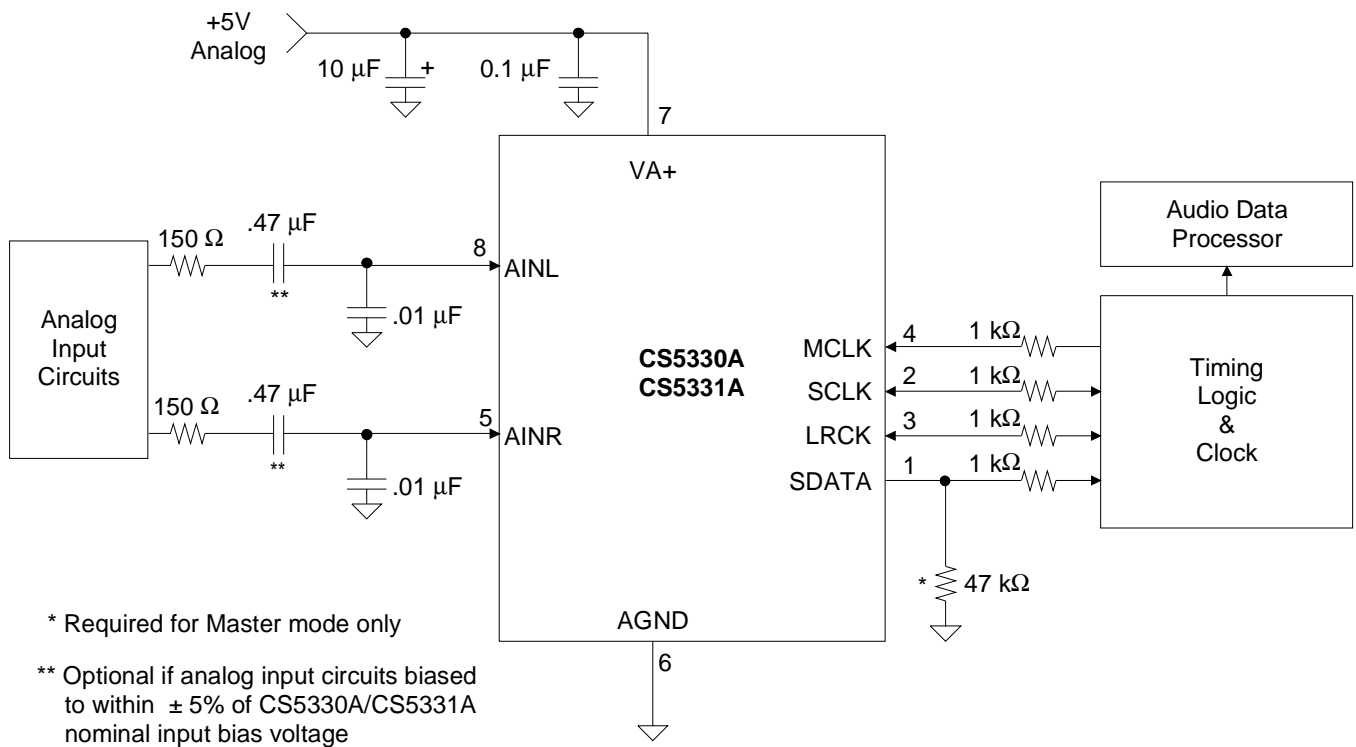 +5V
Analog
10 µF
+
0.1 µF
7
VA+
.47 µF
150 Ω
8
AINL
**
.01 µF
Analog
Input
Circuits
CS5330A
CS5331A
.47 µF
150 Ω
5
AINR
**
.01 µF
MCLK
4
1 kΩ
SCLK
2
1 kΩ
LRCK
3
1 kΩ
SDATA
1
1 kΩ
Audio Data
Processor
Timing
Logic
&
Clock
* 47 kΩ
AGND
6
* Required for Master mode only
** Optional if analog input circuits biased
to within ± 5% of CS5330A/CS5331A
nominal input bias voltage